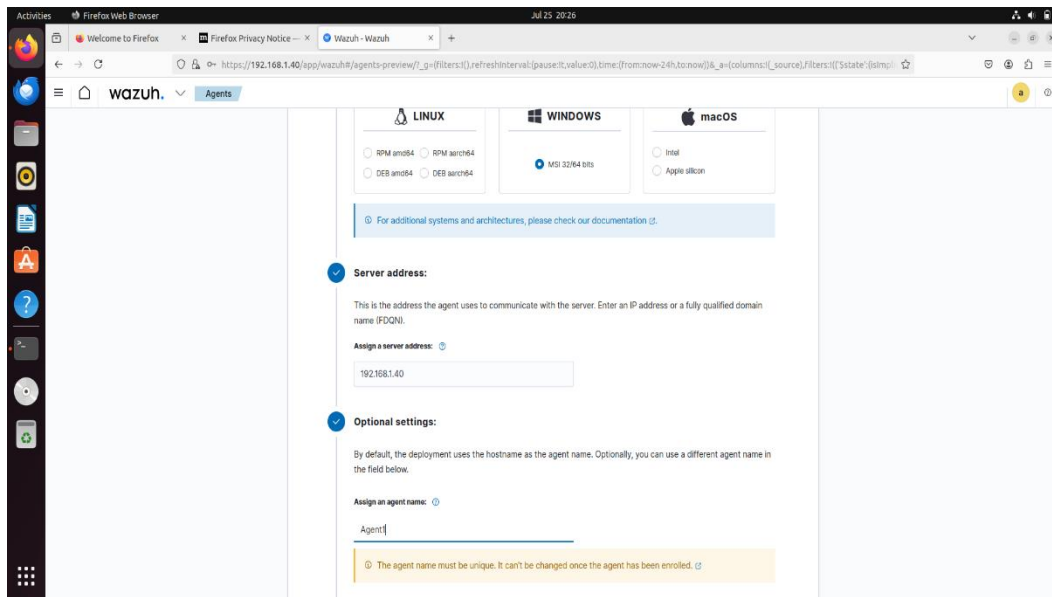 Activities Firefox Web Browser Jul 25 20:26
Welcome to Firefox × Firefox Privacy Notice — × Wazuh - Wazuh × +
https://192.168.1.40/app/wazuh#/agents-preview/?_g=(filters:!(),refreshInterval:(pause:!t,value:0),time:(from:now-24h,to:now))&_a=(columns:!(_source),filters:!(('$state':(isImpl
wazuh. Agents a
LINUX WINDOWS macOS
RPM amd64 RPM aarch64 MSI 32/64 bits Intel
DEB amd64 DEB aarch64 Apple silicon
For additional systems and architectures, please check our documentation.
Server address:
This is the address the agent uses to communicate with the server. Enter an IP address or a fully qualified domain
name (FDQN).
Assign a server address:
192.168.1.40
Optional settings:
By default, the deployment uses the hostname as the agent name. Optionally, you can use a different agent name in
the field below.
Assign an agent name:
Agent1
The agent name must be unique. It can't be changed once the agent has been enrolled.